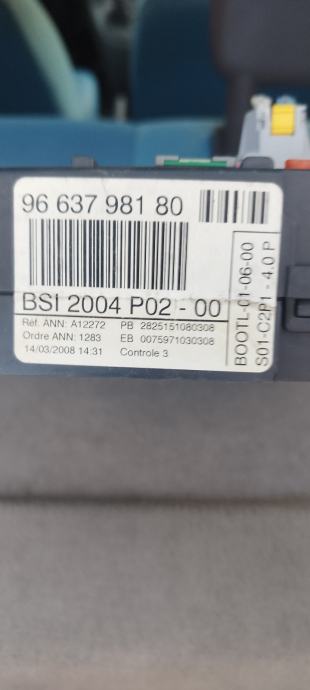 96 637 981 80
BSI 2004 P02 - 00
Réf. ANN: A12272 PB 2825151080308
Ordre ANN: 1283 EB 0075971030308
14/03/2008 14:31 Controle 3
BOOTL-01-06-00
S01-C2P1 - 4.0 P